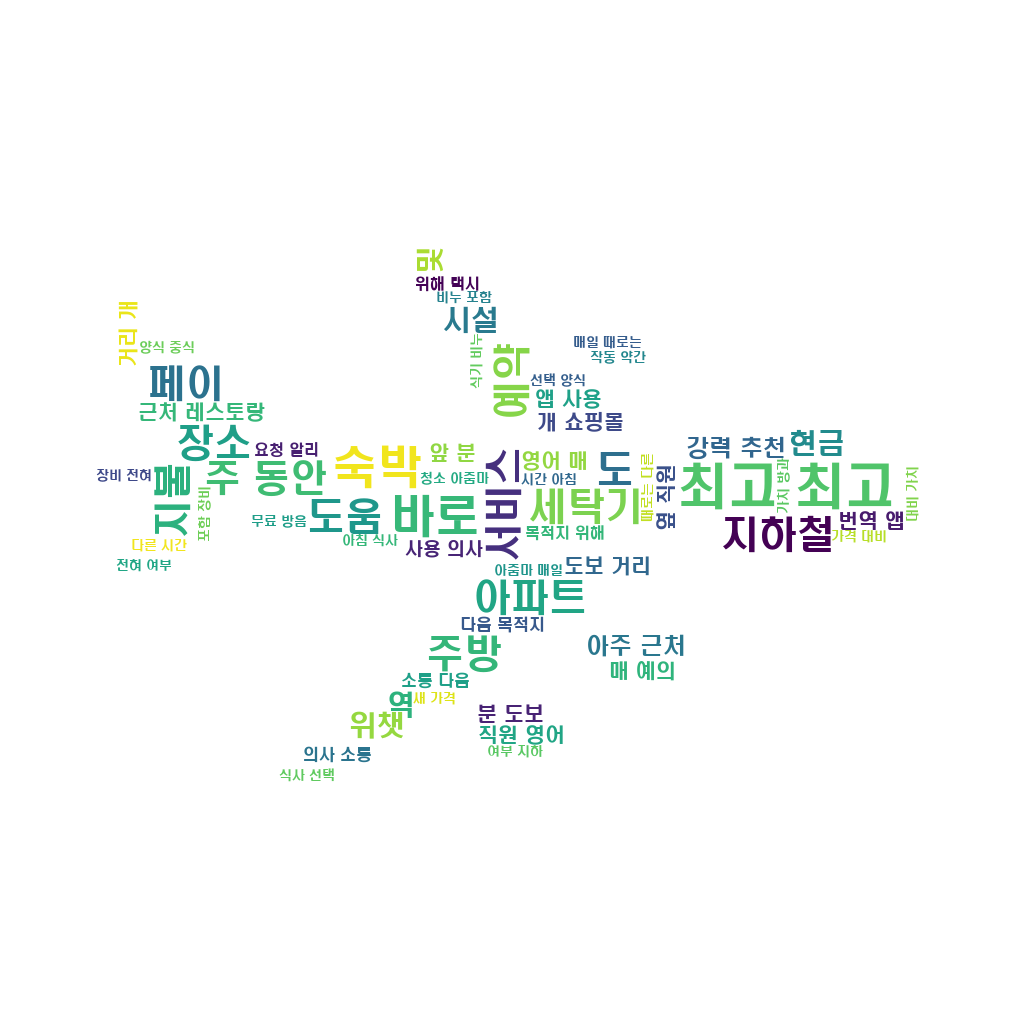 및
위해 택시
비누 포함
거리 개
시설
식기 비누
매일 때로는
양식 중식
작동 약간
예약
페이
선택 양식
앱 사용
근처 레스토랑
개 쇼핑몰
장소
요청 알리
앞 분
강력 추천
현금
영어 매
숙박
도
서비스
장비 전혀
지불
주 동안
청소 아줌마
시간 아침
때로는 다른
옆 직원
최고 최고
가치 방과
대비 가치
포함 장비
세탁기
무료 방음
도움
바로
번역 앱
지하철
목적지 위해
가격 대비
다른 시간
아침 식사
사용 의사
전혀 여부
아줌마 매일
도보 거리
아파트
다음 목적지
주방
아주 근처
매 예의
소통 다음
역
새 가격
분 도보
위챗
직원 영어
의사 소통
여부 지하
식사 선택